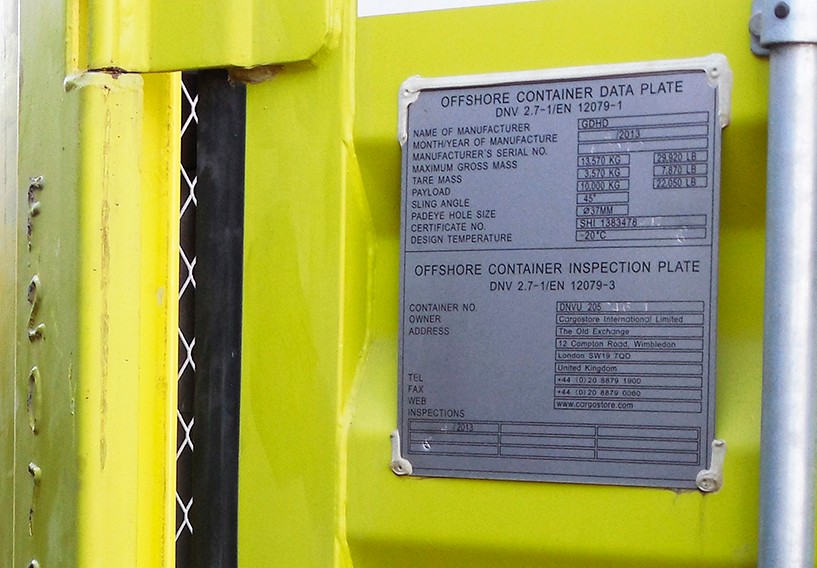 OFFSHORE CONTAINER DATA PLATE
DNV 2.7-1/EN 12079-1
NAME OF MANUFACTURER GDHD
MONTH/YEAR OF MANUFACTURE /2013
MANUFACTURER'S SERIAL NO.
MAXIMUM GROSS MASS 13.570 KG 29.920 LB
TARE MASS 3.570 KG 7.870 LB
PAYLOAD 10.000 KG 22.050 LB
SLING ANGLE 45°
PADEYE HOLE SIZE Ø37MM
CERTIFICATE NO. SHI 1383478
DESIGN TEMPERATURE -20°C
OFFSHORE CONTAINER INSPECTION PLATE
DNV 2.7-1/EN 12079-3
CONTAINER NO. DNVU 205
OWNER Cargostore International Limited
ADDRESS The Old Exchange
12 Compton Road, Wimbledon
London SW19 7QD
United Kingdom
TEL +44 (0)20 8879 1900
FAX +44 (0)20 8879 0060
WEB www.cargostore.com
INSPECTIONS
/2013